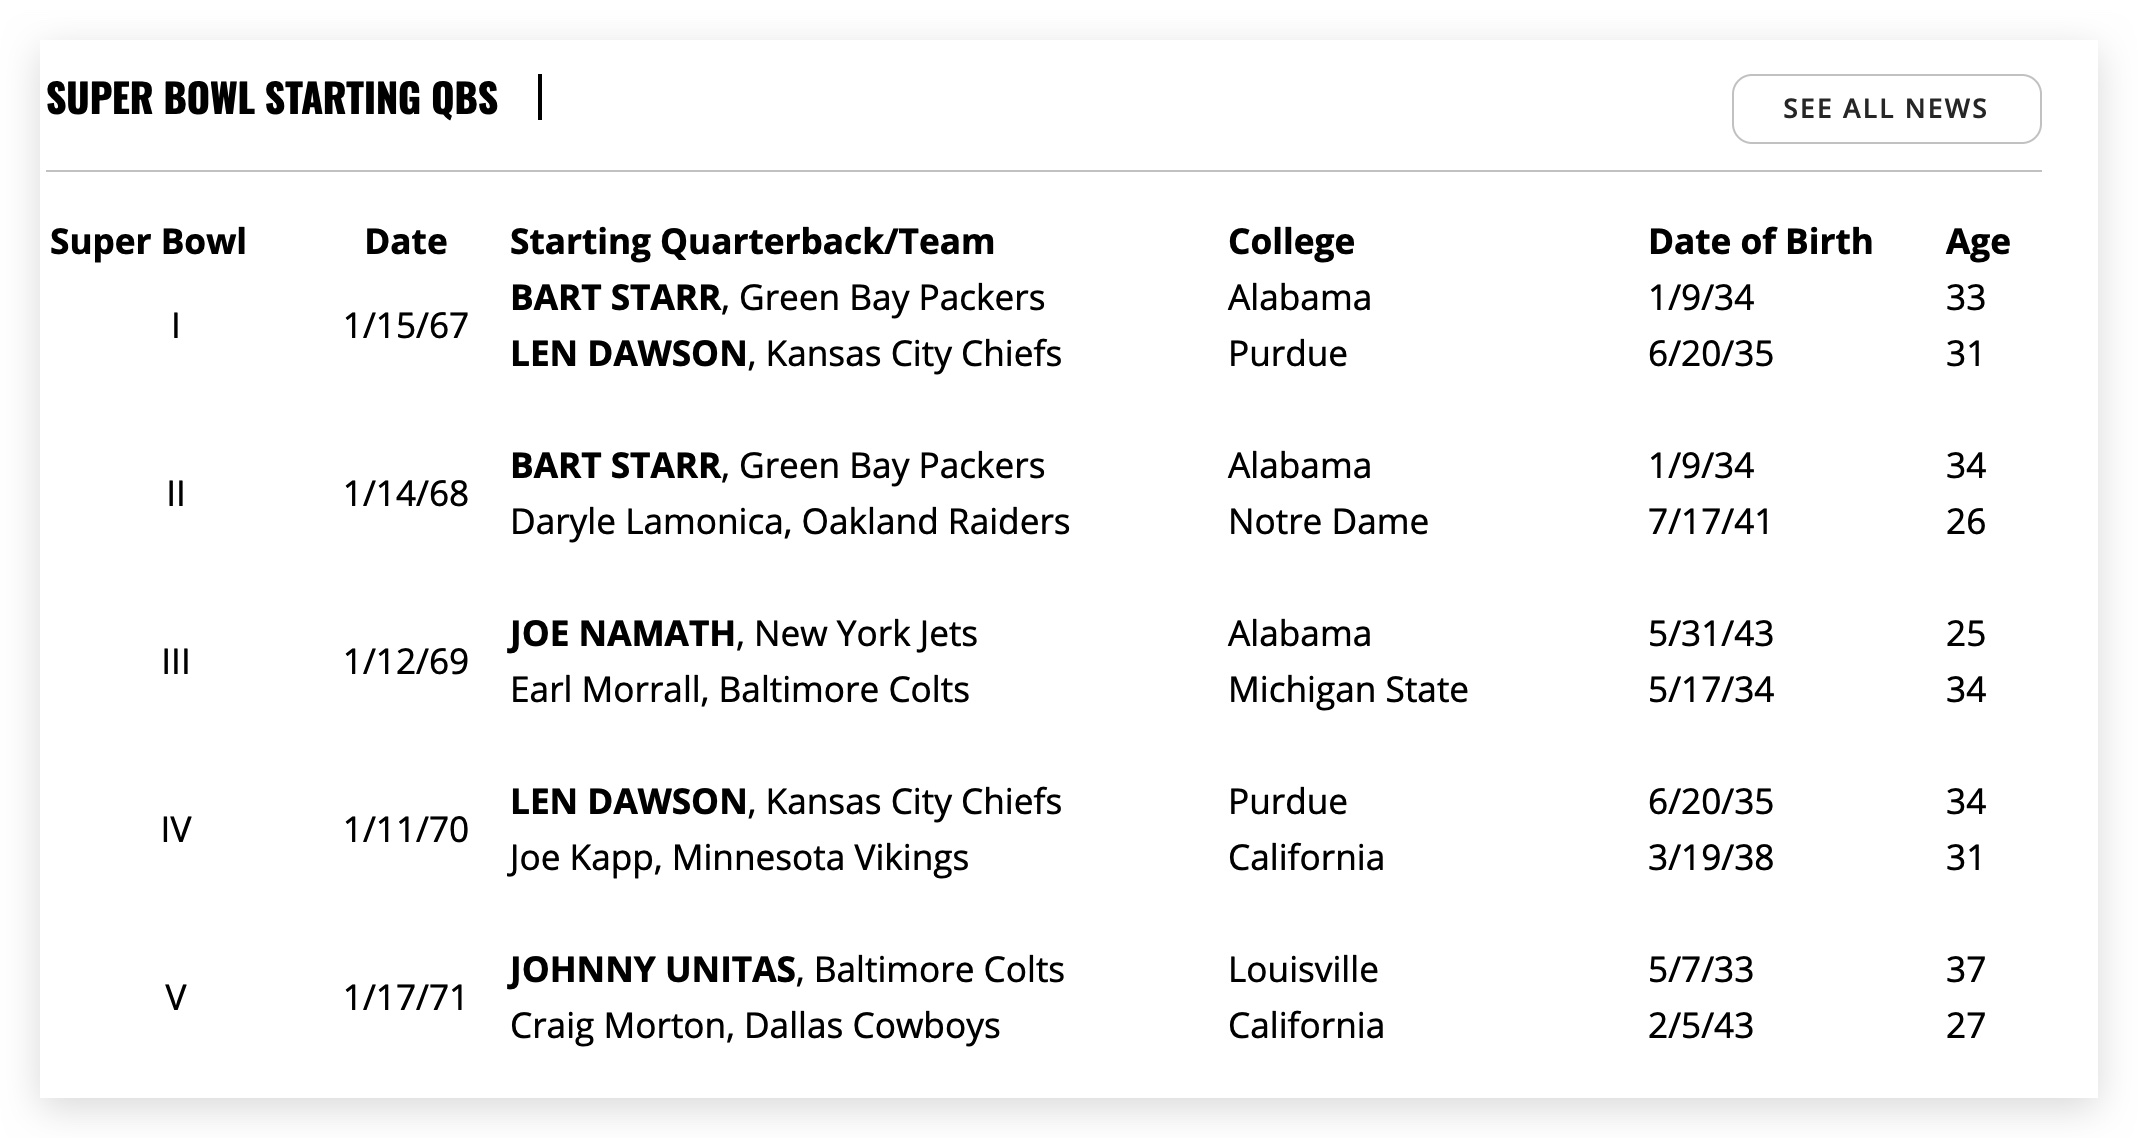 SUPER BOWL STARTING QBS
SEE ALL NEWS
Super Bowl Date Starting Quarterback/Team College Date of Birth Age
I 1/15/67 BART STARR, Green Bay Packers Alabama 1/9/34 33
LEN DAWSON, Kansas City Chiefs Purdue 6/20/35 31
II 1/14/68 BART STARR, Green Bay Packers Alabama 1/9/34 34
Daryle Lamonica, Oakland Raiders Notre Dame 7/17/41 26
III 1/12/69 JOE NAMATH, New York Jets Alabama 5/31/43 25
Earl Morrall, Baltimore Colts Michigan State 5/17/34 34
IV 1/11/70 LEN DAWSON, Kansas City Chiefs Purdue 6/20/35 34
Joe Kapp, Minnesota Vikings California 3/19/38 31
V 1/17/71 JOHNNY UNITAS, Baltimore Colts Louisville 5/7/33 37
Craig Morton, Dallas Cowboys California 2/5/43 27